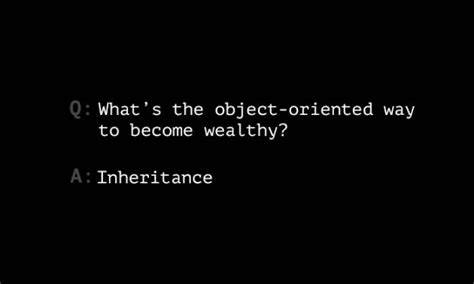 Q: What's the object-oriented way
to become wealthy?
A: Inheritance